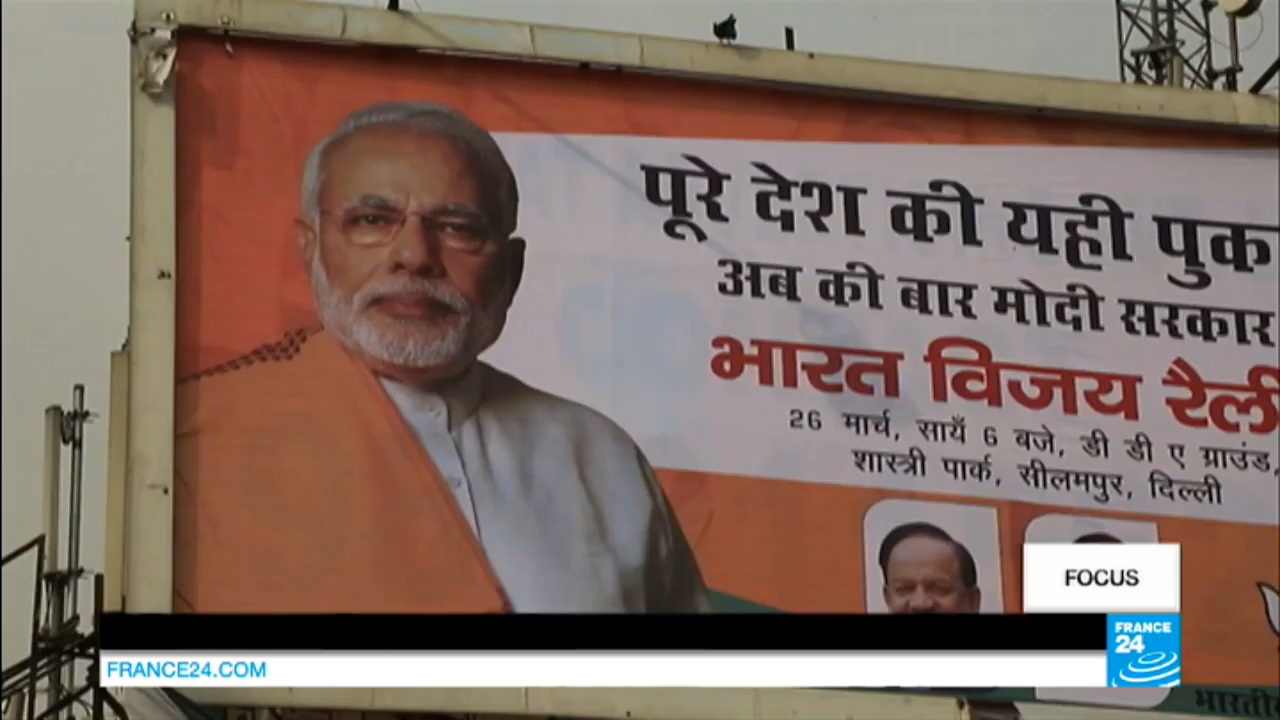 पूरे देश की यही पुक
अब की बार मोदी सरकार
भारत विजय रैली
26 मार्च, सायँ 6 बजे, डी डी ए ग्राउंड,
शास्त्री पार्क, सीलमपुर, दिल्ली
FOCUS
FRANCE
24
FRANCE24.COM